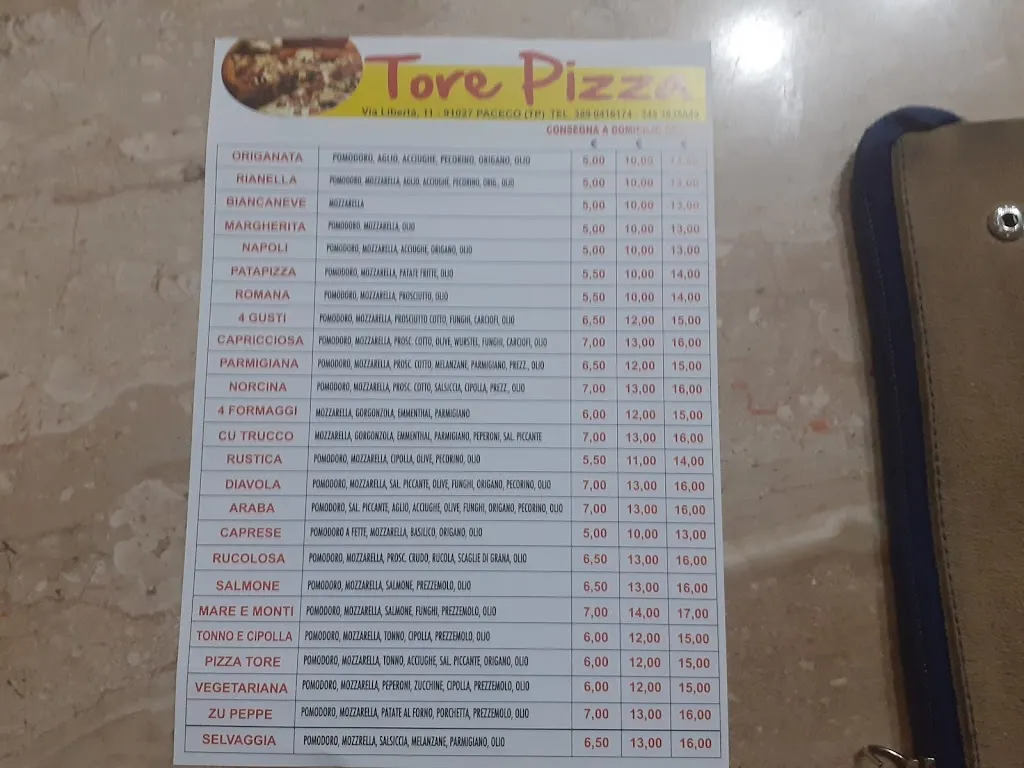 Tore Pizza
Via Libertà, 11 - 91027 PACECO (TP) TEL.
CONSEGNA A DOMICILIO
€ € €
ORIGANATA POMODORO, AGLIO, ACCIUGHE, PECORINO, ORIGANO, OLIO 5,00 10,00 13,00
RIANELLA POMODORO, MOZZARELLA, AGLIO, ACCIUGHE, PECORINO, ORIG., OLIO 5,00 10,00 13,00
BIANCANEVE MOZZARELLA 5,00 10,00 13,00
MARGHERITA POMODORO, MOZZARELLA, OLIO 5,00 10,00 13,00
NAPOLI POMODORO, MOZZARELLA, ACCIUGHE, ORIGANO, OLIO 5,00 10,00 13,00
PATAPIZZA POMODORO, MOZZARELLA, PATATE FRITTE, OLIO 5,50 10,00 14,00
ROMANA POMODORO, MOZZARELLA, PROSCIUTTO, OLIO 5,50 10,00 14,00
4 GUSTI POMODORO, MOZZARELLA, PROSCIUTTO COTTO, FUNGHI, CARCIOFI, OLIO 6,50 12,00 15,00
CAPRICCIOSA POMODORO, MOZZARELLA, PROSC. COTTO, OLIVE, WURSTEL, FUNGHI, CARCIOFI, OLIO 7,00 13,00 16,00
PARMIGIANA POMODORO, MOZZARELLA, PROSC. COTTO, MELANZANE, PARMIGIANO, PREZZ., OLIO 6,50 12,00 15,00
NORCINA POMODORO, MOZZARELLA, PROSC. COTTO, SALSICCIA, CIPOLLA, PREZZ., OLIO 7,00 13,00 16,00
4 FORMAGGI MOZZARELLA, GORGONZOLA, EMMENTHAL, PARMIGIANO 6,00 12,00 15,00
CU TRUCCO MOZZARELLA, GORGONZOLA, EMMENTHAL, PARMIGIANO, PEPERONI, SAL. PICCANTE 7,00 13,00 16,00
RUSTICA POMODORO, MOZZARELLA, CIPOLLA, OLIVE, PECORINO, OLIO 5,50 11,00 14,00
DIAVOLA POMODORO, MOZZARELLA, SAL. PICCANTE, OLIVE, FUNGHI, ORIGANO, PECORINO, OLIO 7,00 13,00 16,00
ARABA POMODORO, SAL. PICCANTE, AGLIO, ACCIUGHE, OLIVE, FUNGHI, ORIGANO, PECORINO, OLIO 7,00 13,00 16,00
CAPRESE POMODORO A FETTE, MOZZARELLA, BASILICO, ORIGANO, OLIO 5,00 10,00 13,00
RUCOLOSA POMODORO, MOZZARELLA, PROSC. CRUDO, RUCOLA, SCAGLIE DI GRANA, OLIO 6,50 13,00 16,00
SALMONE POMODORO, MOZZARELLA, SALMONE, PREZZEMOLO, OLIO 6,50 13,00 16,00
MARE E MONTI POMODORO, MOZZARELLA, SALMONE, FUNGHI, PREZZEMOLO, OLIO 7,00 14,00 17,00
TONNO E CIPOLLA POMODORO, MOZZARELLA, TONNO, CIPOLLA, PREZZEMOLO, OLIO 6,00 12,00 15,00
PIZZA TORE POMODORO, MOZZARELLA, TONNO, ACCIUGHE, SAL. PICCANTE, ORIGANO, OLIO 6,00 12,00 15,00
VEGETARIANA POMODORO, MOZZARELLA, PEPERONI, ZUCCHINE, CIPOLLA, PREZZEMOLO, OLIO 6,00 12,00 15,00
ZU PEPPE POMODORO, MOZZARELLA, PATATE AL FORNO, PORCHETTA, PREZZEMOLO, OLIO 7,00 13,00 16,00
SELVAGGIA POMODORO, MOZZRELLA, SALSICCIA, MELANZANE, PARMIGIANO, OLIO 6,50 13,00 16,00